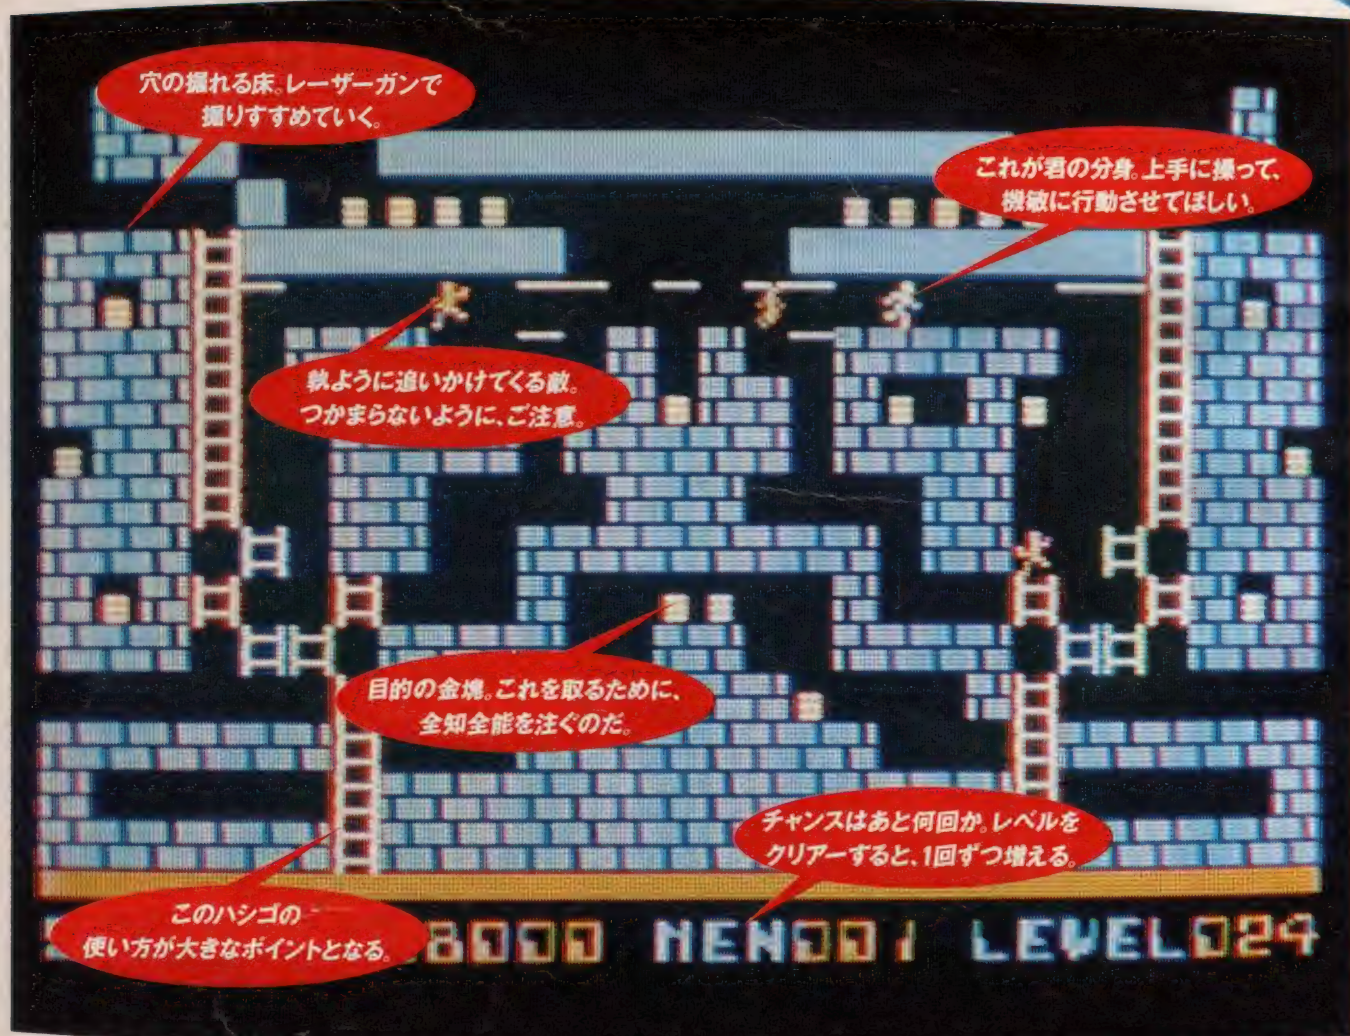 穴の掘れる床。レーザーガンで
掘りすすめていく。
これが君の分身。上手に操って、
機敏に行動させてほしい。
執ように追いかけてくる敵。
つかまらないように、ご注意。
目的の金塊。これを取るために、
全知全能を注ぐのだ。
チャンスはあと何回か。レベルを
クリアーすると、1回ずつ増える。
このハシゴの
使い方が大きなポイントとなる。
8000 MEN001 LEVEL024